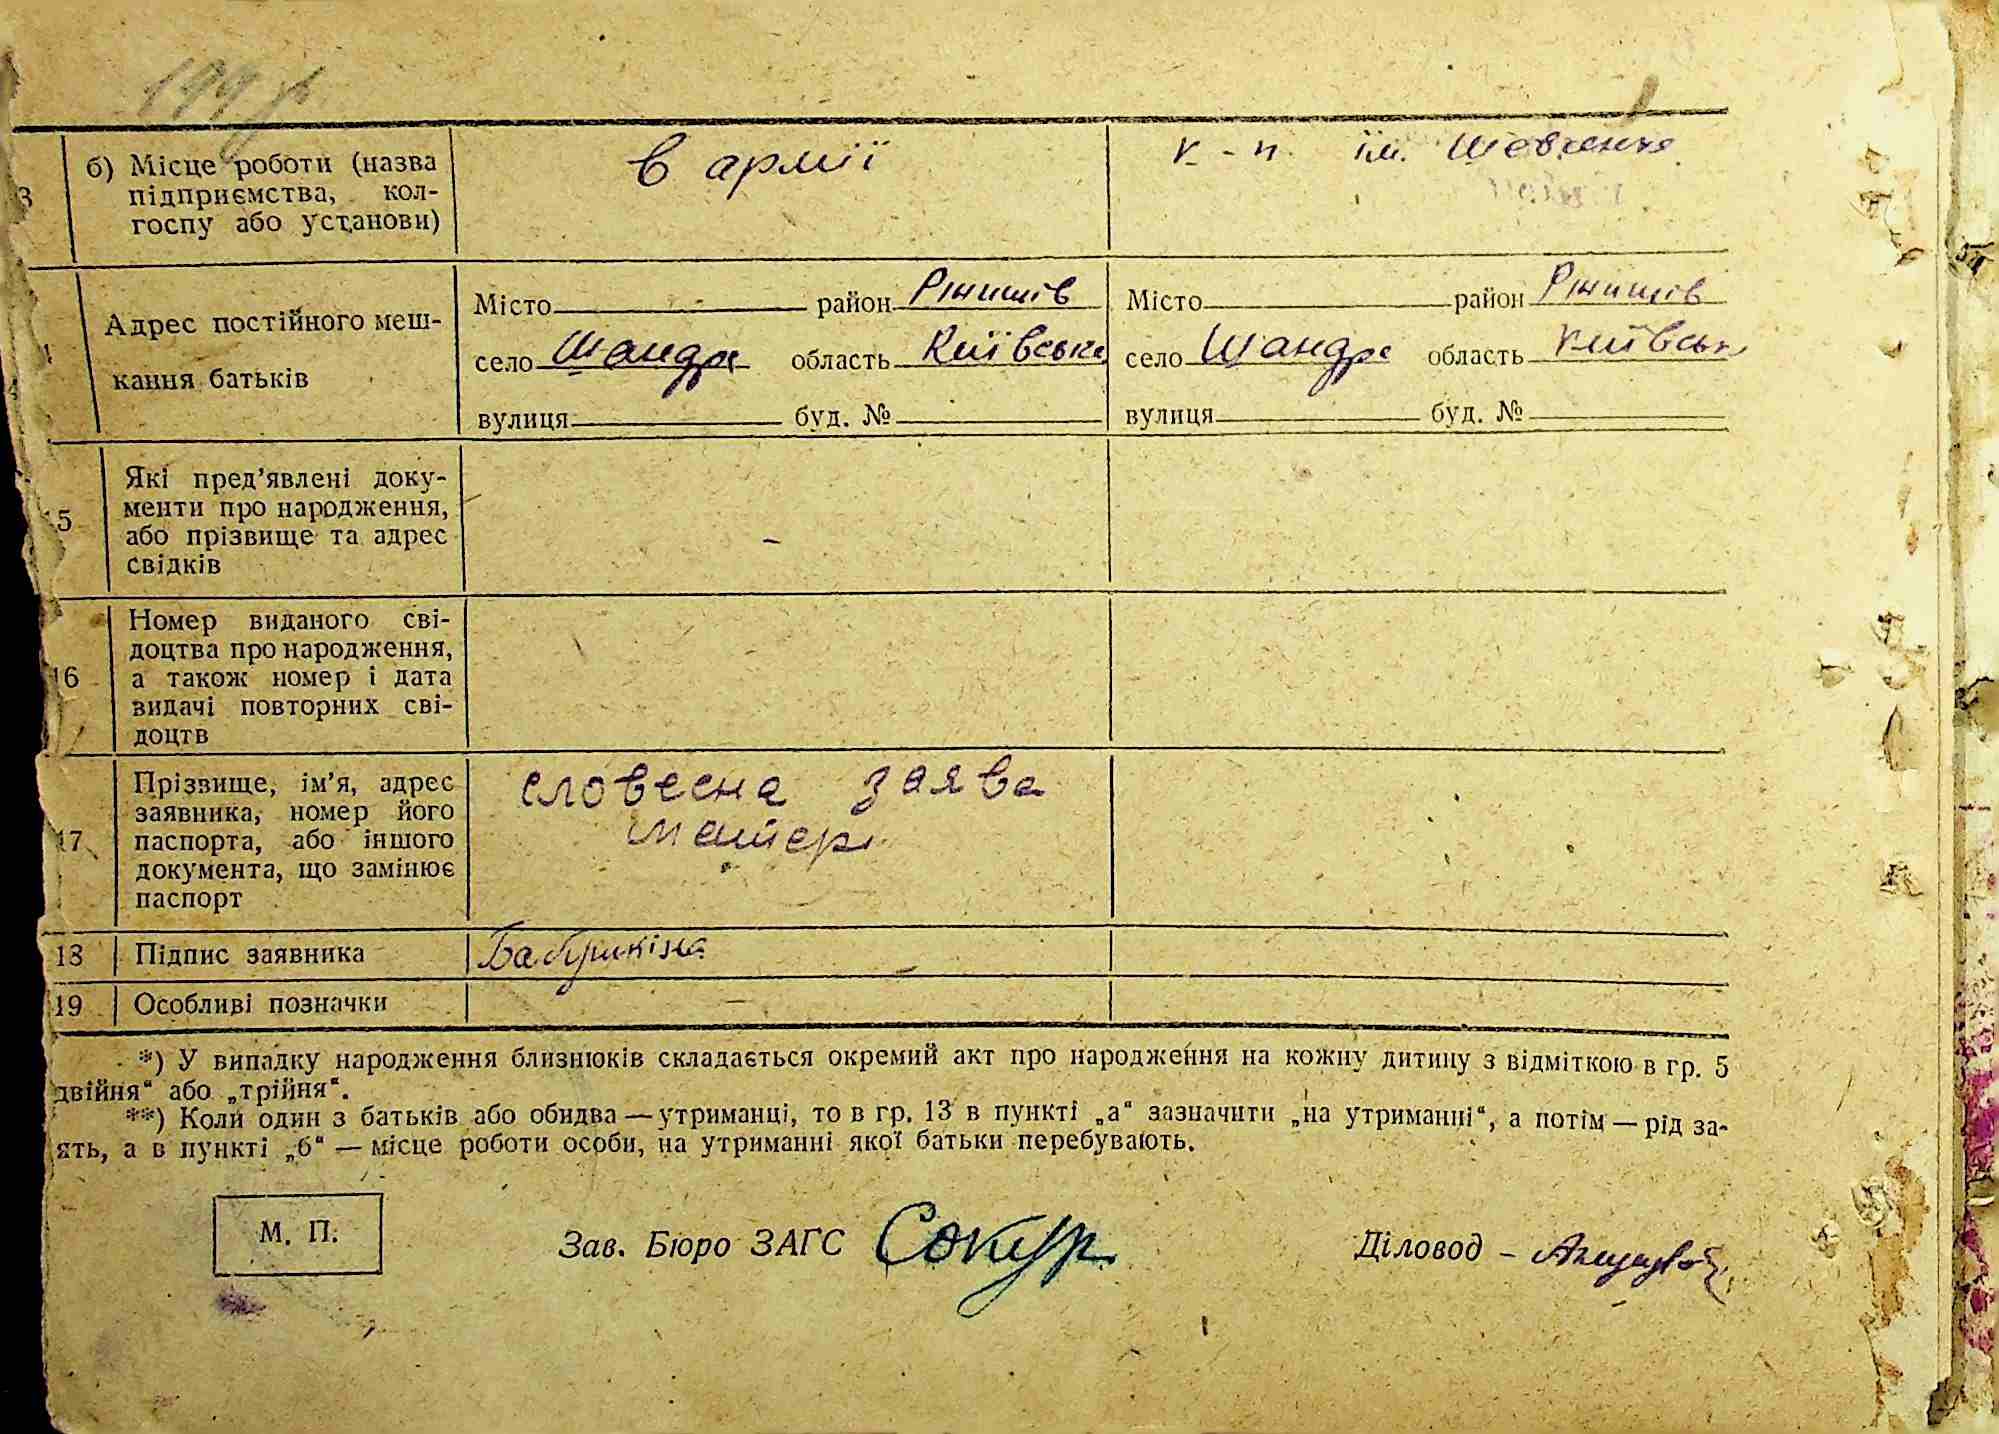 б) Місце роботи (назва
підприємства, кол-
госпу або установи)
в армії
к-п ім. Шевченка
Адрес постійного меш-
кання батьків
Місто район Ржищів
село Шандра область Київська
вулиця буд. №
Місто район Ржищів
село Шандра область Київськ
вулиця буд. №
15
Які пред’явлені доку-
менти про народження,
або прізвище та адрес
свідків
16
Номер виданого сві-
доцтва про народження,
а також номер і дата
видачі повторних сві-
доцтв
17
Прізвище, ім’я, адрес
заявника, номер його
паспорта, або іншого
документа, що замінює
паспорт
словесна заява
матері
18 Підпис заявника Бабушкіна
19 Особливі позначки
*) У випадку народження близнюків складається окремий акт про народження на кожну дитину з відміткою в гр. 5
двійня“ або „трійня“.
**) Коли один з батьків або обидва — утриманці, то в гр. 13 в пункті „а“ зазначити „на утриманні“, а потім — рід за-
ять, а в пункті „б“ — місце роботи особи, на утриманні якої батьки перебувають.
М. П.
Зав. Бюро ЗАГС Сокур
Діловод -